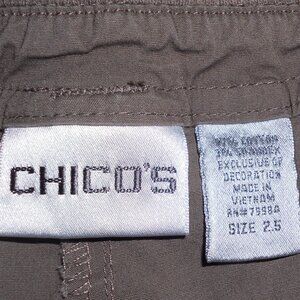 CHICO'S
97% COTTON
3% SPANDEX
EXCLUSIVE OF
DECORATION
MADE IN
VIETNAM
RN# 79984
SIZE 2.5